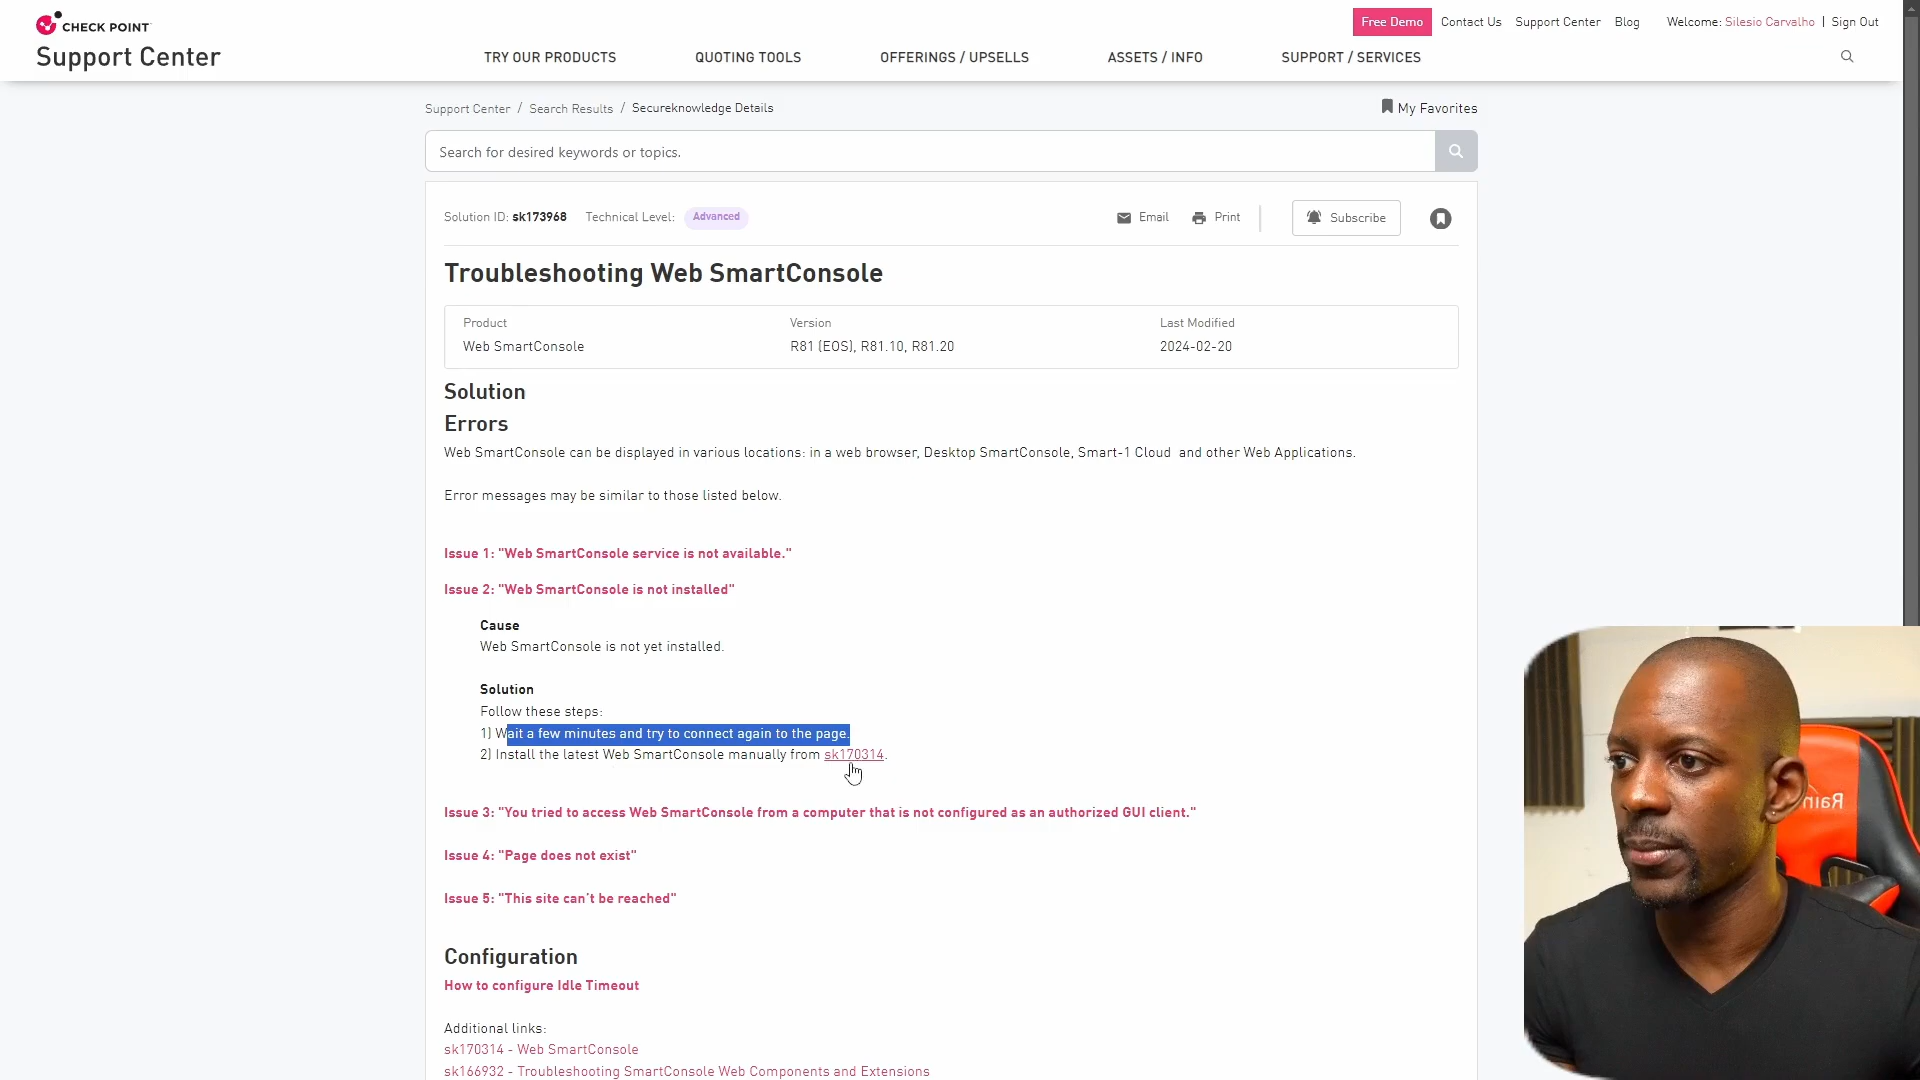 CHECK POINT
Support Center
Free Demo Contact Us Support Center Blog Welcome: Silesio Carvalho | Sign Out
TRY OUR PRODUCTS QUOTING TOOLS OFFERINGS / UPSELLS ASSETS / INFO SUPPORT / SERVICES
Support Center / Search Results / Secureknowledge Details
My Favorites
Search for desired keywords or topics.
Solution ID: sk173968 Technical Level: Advanced
Email Print Subscribe
Troubleshooting Web SmartConsole
Product Version Last Modified
Web SmartConsole R81 (EOS), R81.10, R81.20 2024-02-20
Solution
Errors
Web SmartConsole can be displayed in various locations: in a web browser, Desktop SmartConsole, Smart-1 Cloud and other Web Applications.
Error messages may be similar to those listed below.
Issue 1: "Web SmartConsole service is not available."
Issue 2: "Web SmartConsole is not installed"
Cause
Web SmartConsole is not yet installed.
Solution
Follow these steps:
1) Wait a few minutes and try to connect again to the page.
2) Install the latest Web SmartConsole manually from sk170314.
Issue 3: "You tried to access Web SmartConsole from a computer that is not configured as an authorized GUI client."
Issue 4: "Page does not exist"
Issue 5: "This site can't be reached"
Configuration
How to configure Idle Timeout
Additional links:
sk170314 - Web SmartConsole
sk166932 - Troubleshooting SmartConsole Web Components and Extensions